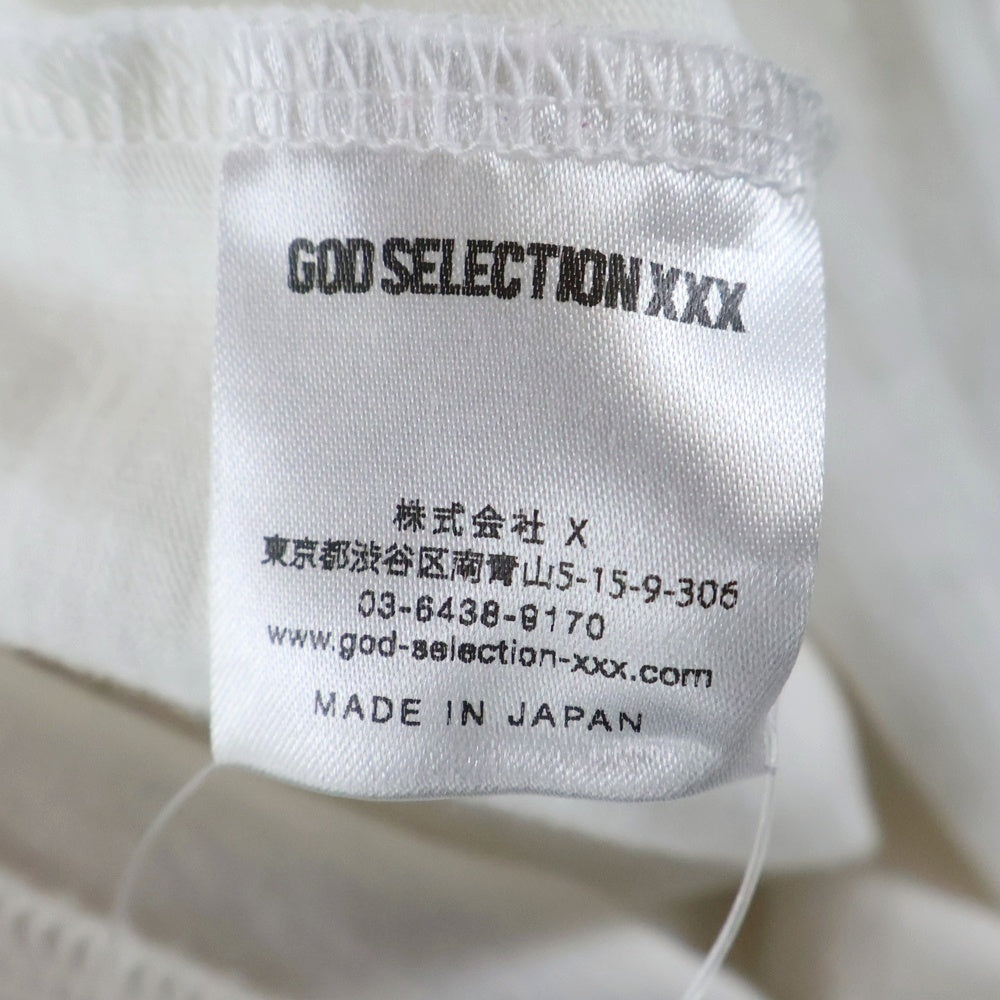 GOD SELECTION XXX
株式会社 X
東京都渋谷区南青山5-15-9-306
03-6438-9170
www.god-selection-xxx.com
MADE IN JAPAN